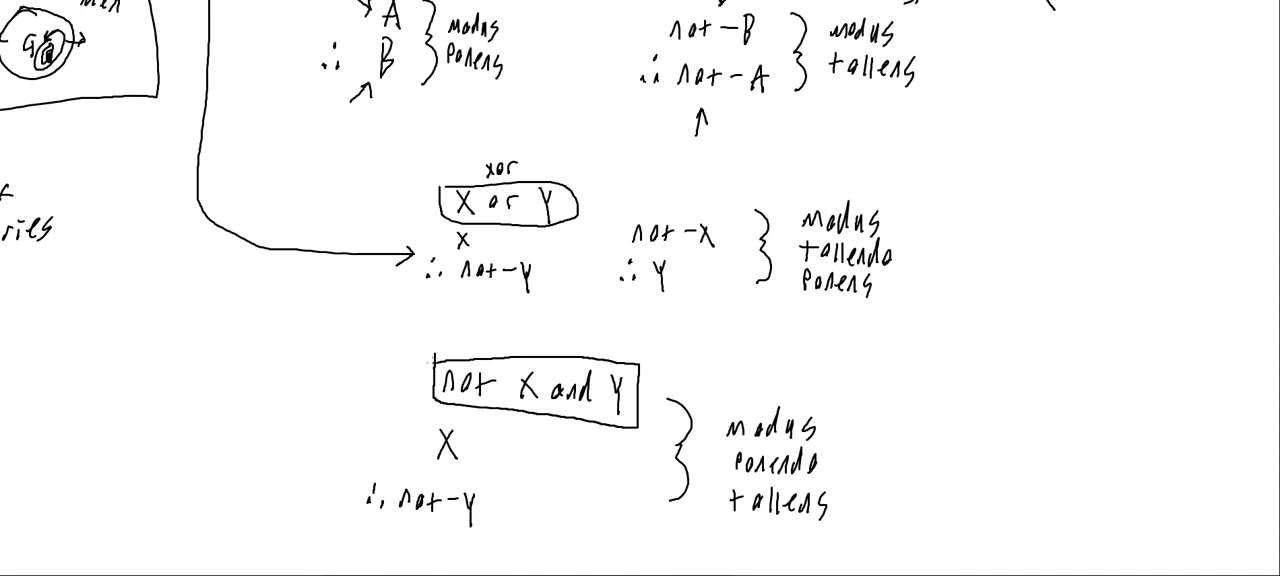 men
A
∴ B
modus
ponens
not-B
∴ not-A
modus
tollens
ries
xor
X or Y
X
∴ not-Y
not-X
∴ Y
modus
tollendo
ponens
not X and Y
X
∴ not-Y
modus
ponendo
tollens